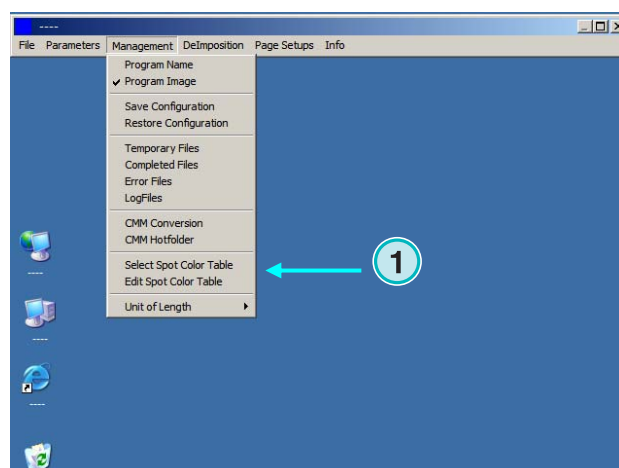 ----
File Parameters Management DeImposition Page Setups Info
Program Name
Program Image
Save Configuration
Restore Configuration
Temporary Files
Completed Files
Error Files
LogFiles
CMM Conversion
CMM Hotfolder
Select Spot Color Table
Edit Spot Color Table
Unit of Length
1
----
----
----